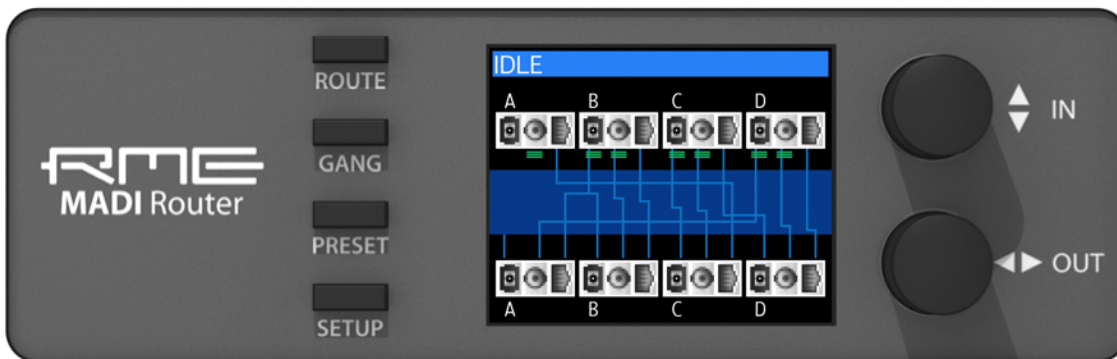 ROUTE
GANG
PRESET
SETUP
RME
MADI Router
IDLE
A B C D
A B C D
IN
OUT